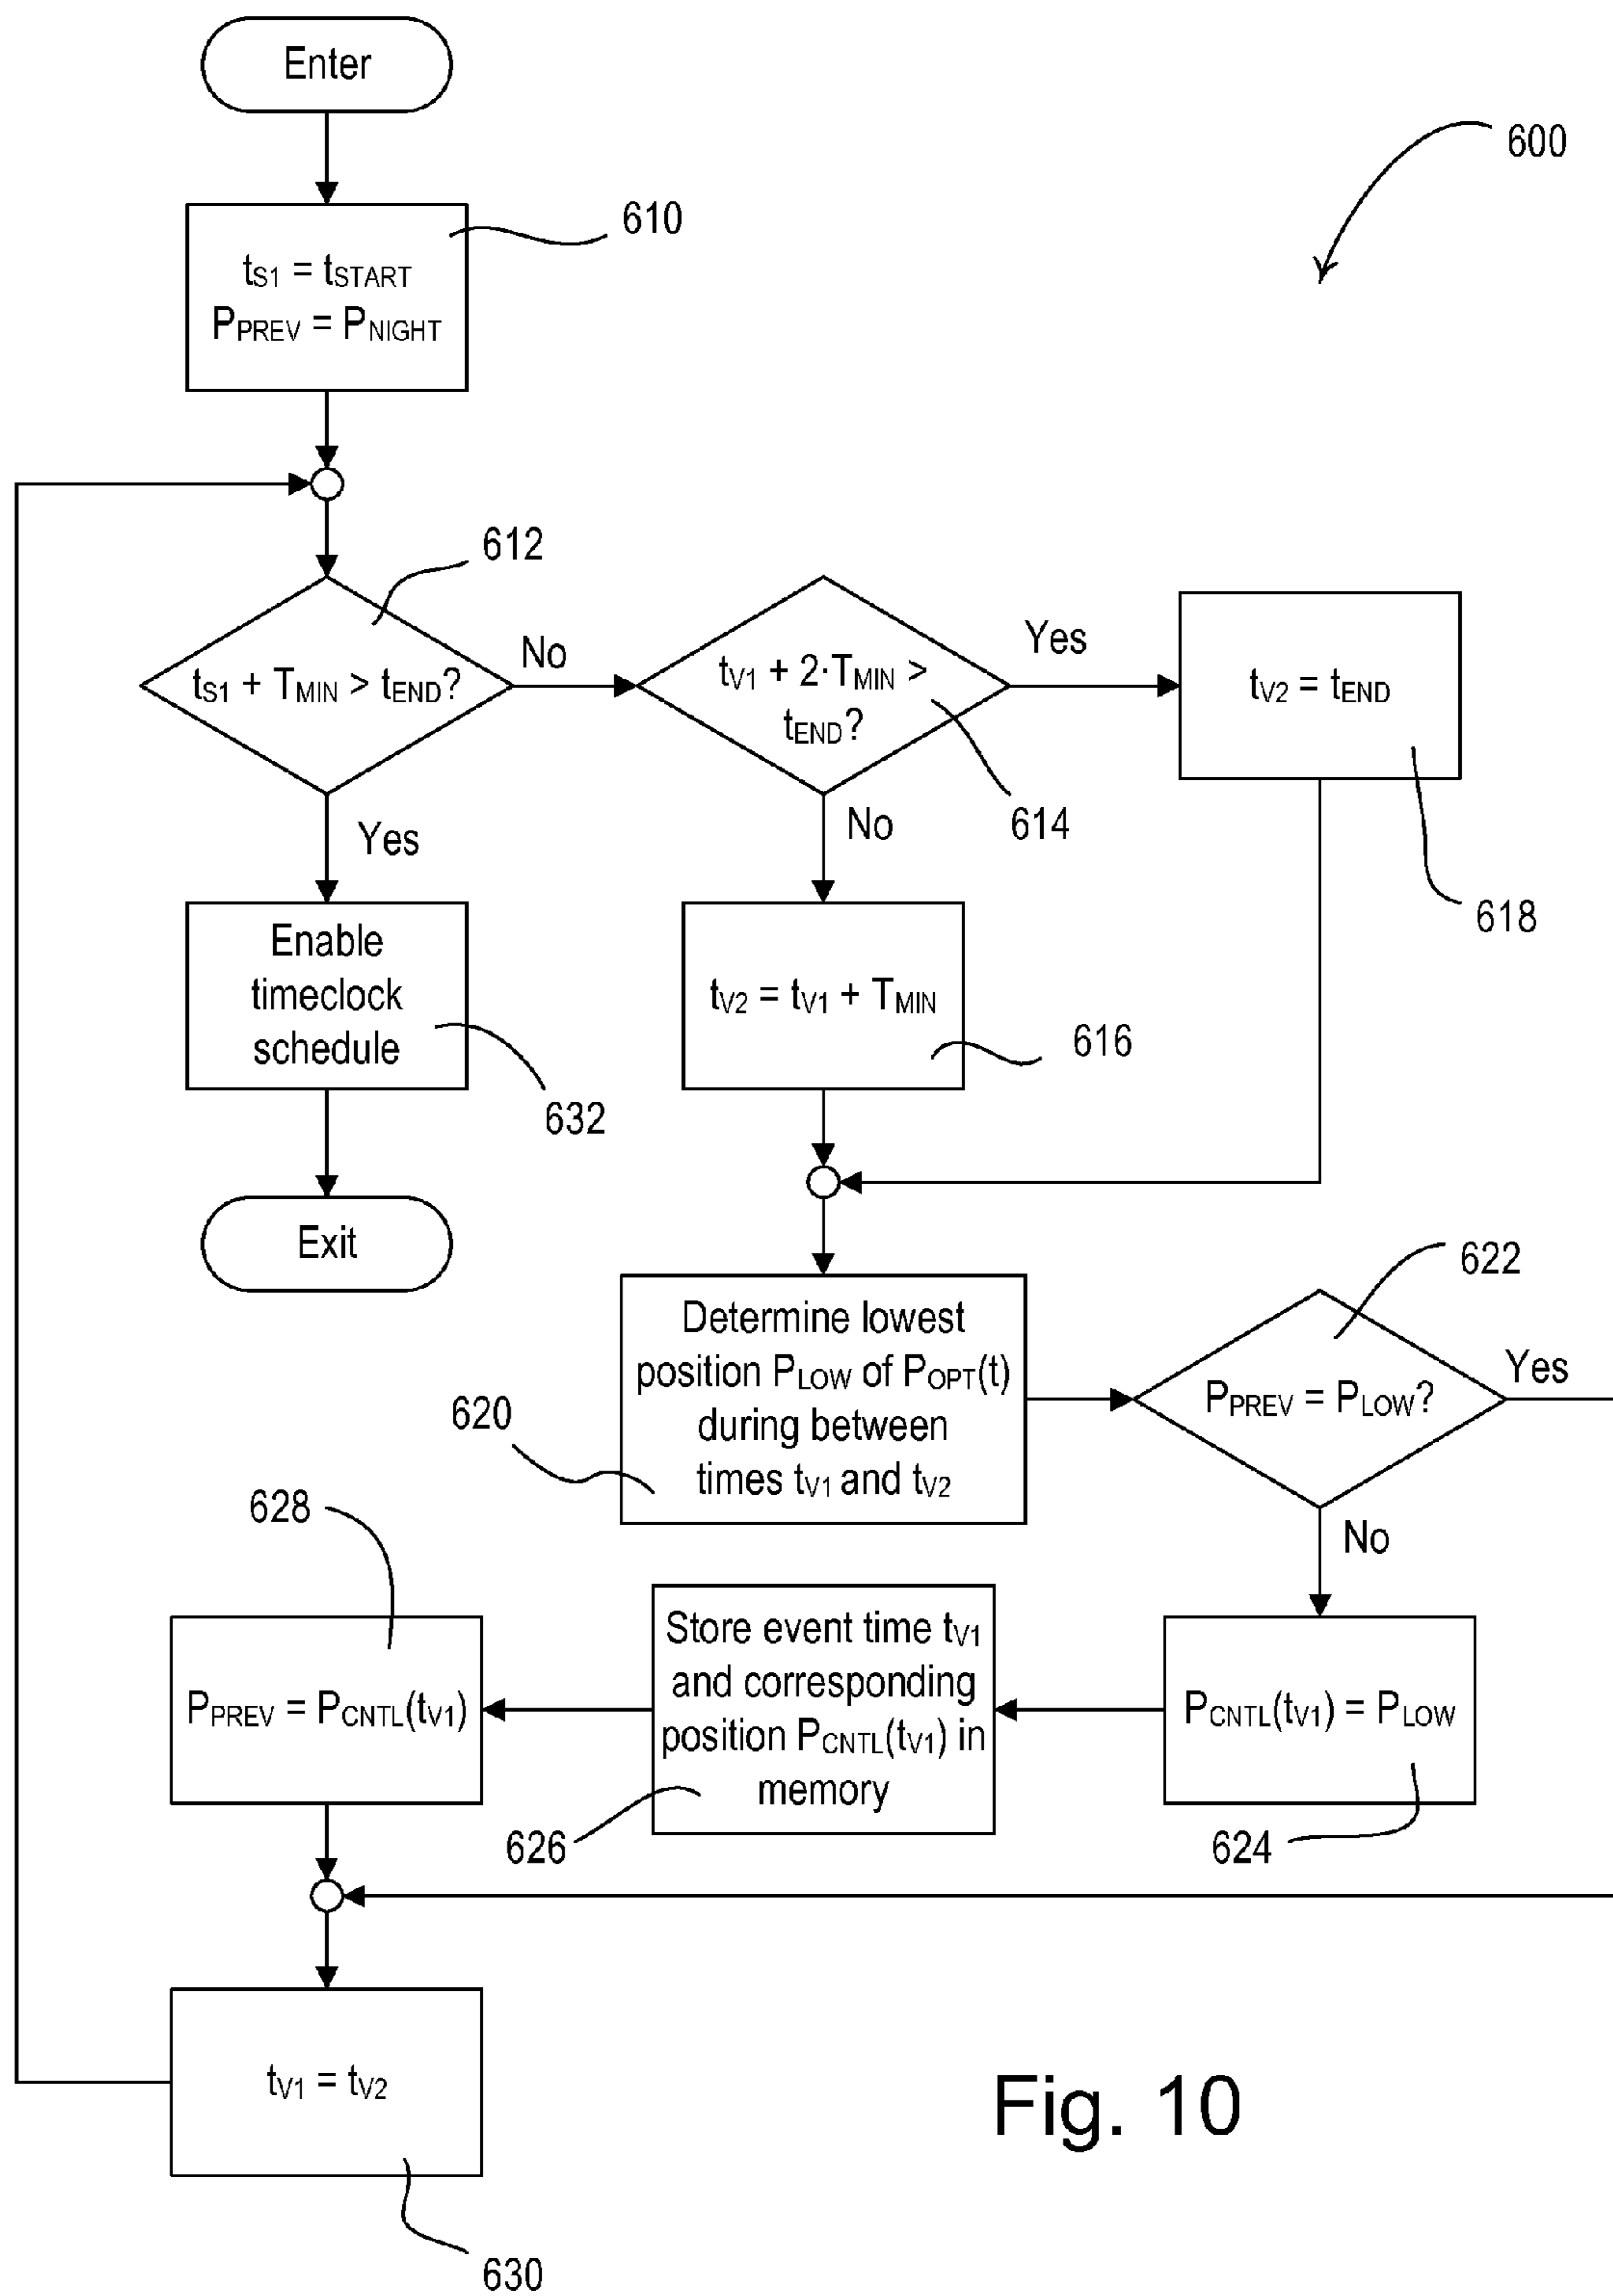 Enter
600
610
tS1 = tSTART
PPREV = PNIGHT
612
tS1 + TMIN > tEND?
No
Yes
tV1 + 2·TMIN >
tEND?
614
Yes
No
tV2 = tEND
618
Enable
timeclock
schedule
632
Exit
tV2 = tV1 + TMIN
616
Determine lowest
position PLOW of POPT(t)
during between
times tV1 and tV2
620
622
PPREV = PLOW?
Yes
No
PCNTL(tV1) = PLOW
624
Store event time tV1
and corresponding
position PCNTL(tV1) in
memory
626
628
PPREV = PCNTL(tV1)
tV1 = tV2
630
Fig. 10